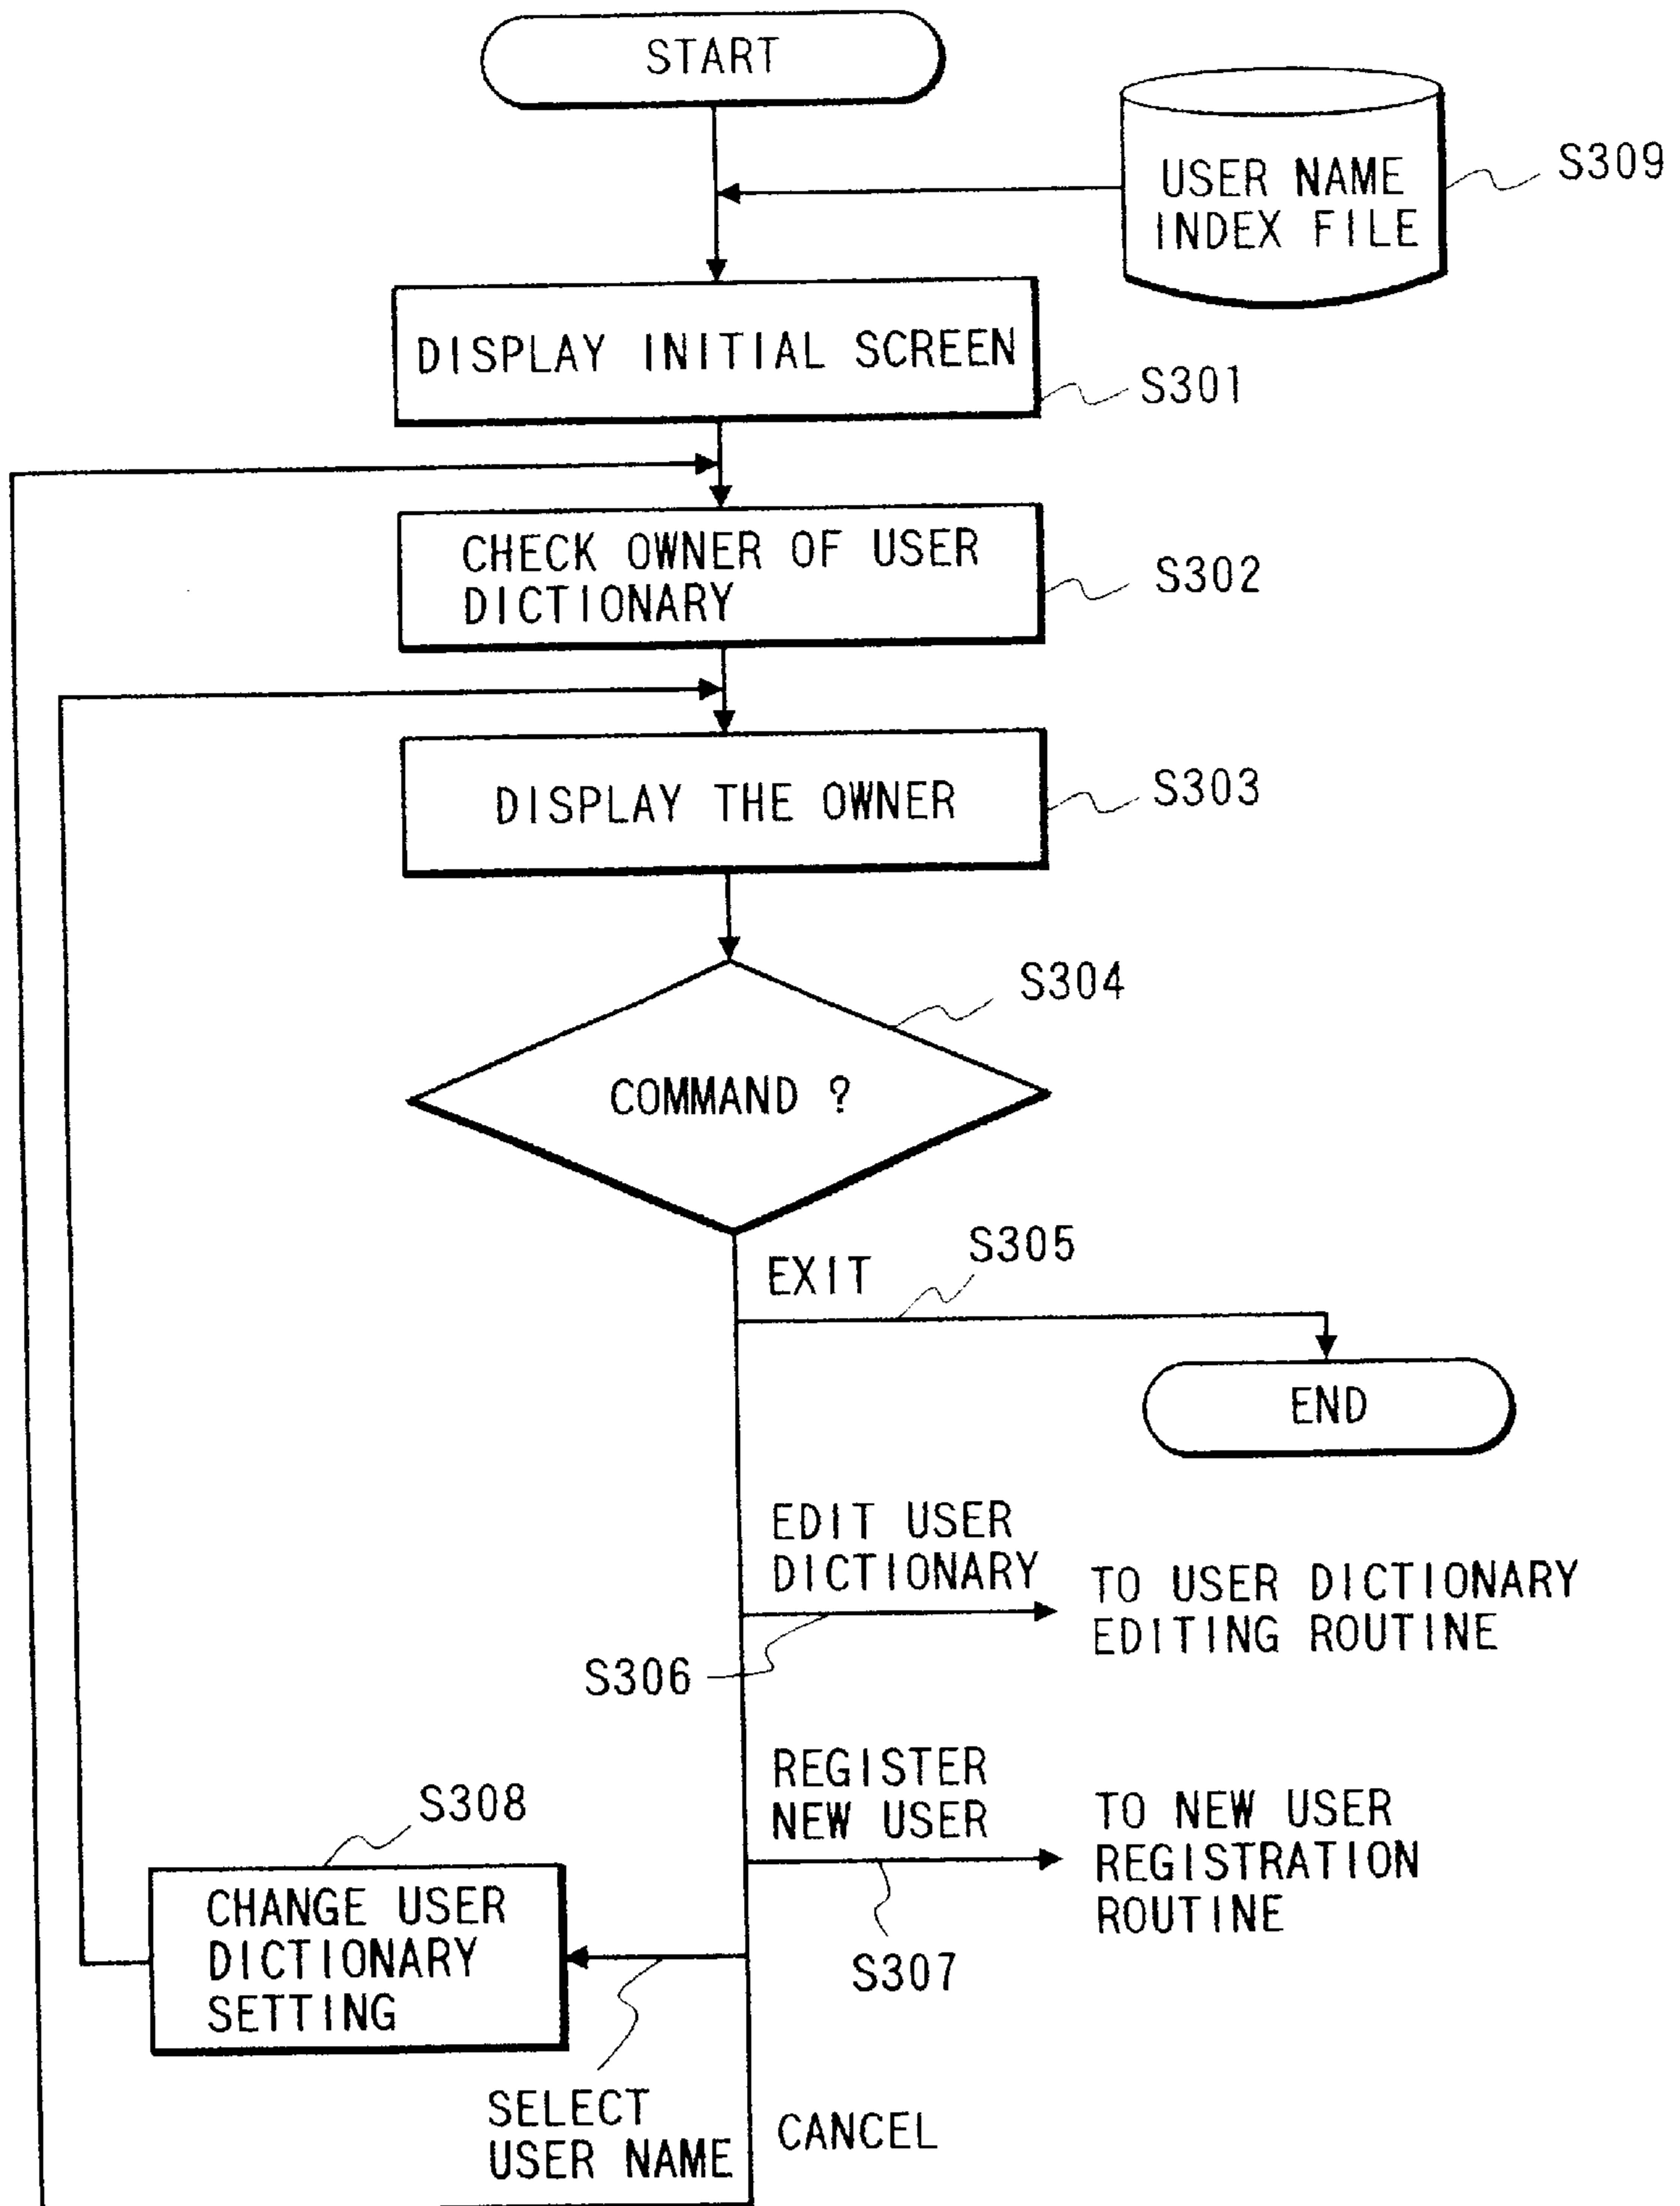 START
USER NAME
INDEX FILE
S309
DISPLAY INITIAL SCREEN
S301
CHECK OWNER OF USER
DICTIONARY
S302
DISPLAY THE OWNER
S303
S304
COMMAND ?
EXIT
S305
END
EDIT USER
DICTIONARY
TO USER DICTIONARY
EDITING ROUTINE
S306
REGISTER
NEW USER
TO NEW USER
REGISTRATION
ROUTINE
S307
S308
CHANGE USER
DICTIONARY
SETTING
SELECT
USER NAME
CANCEL